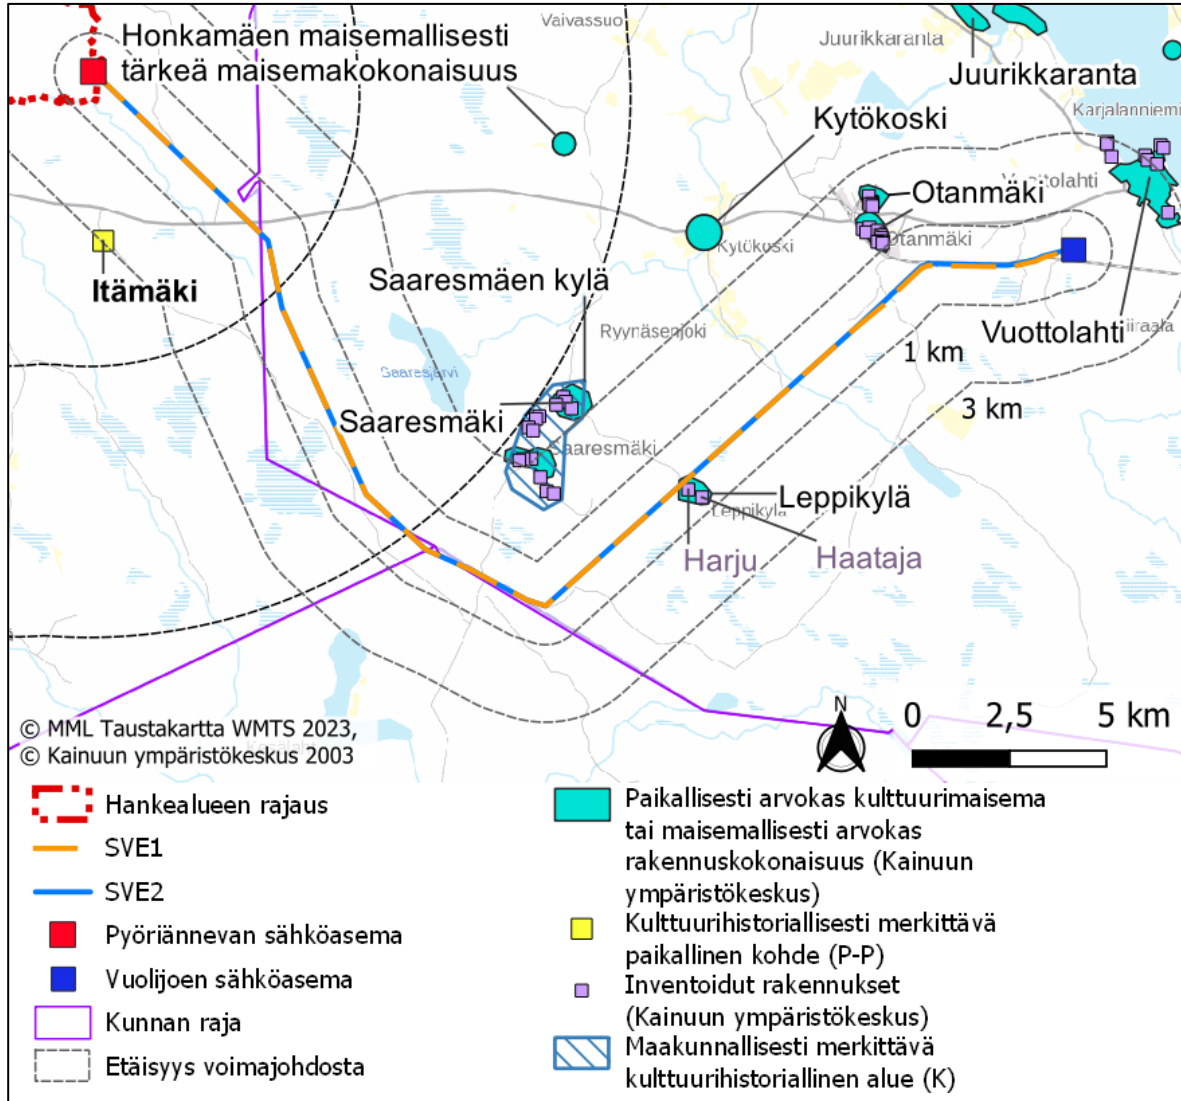 Vaivassuo
Honkamäen maisemallisesti
tärkeä maisemakokonaisuus
Juurikkaranta
Juurikkaranta
Karjalanniemi
Kytökoski
Vuottolahti
Otanmäki
Otanmäki
Kytökoski
Itämäki
Saaresmäen kylä
Ryynäsenjoki
Vuottolahti
1 km
Saaresjärvi
3 km
Saaresmäki
Saaresmäki
Leppikylä
Leppikylä
Harju
Haataja
N
0 2,5 5 km
© MML Taustakartta WMTS 2023,
© Kainuun ympäristökeskus 2003
Hankealueen rajaus
SVE1
SVE2
Pyöriännevan sähköasema
Vuolijoen sähköasema
Kunnan raja
Etäisyys voimajohdosta
Paikallisesti arvokas kulttuurimaisema
tai maisemallisesti arvokas
rakennuskokonaisuus (Kainuun
ympäristökeskus)
Kulttuurihistoriallisesti merkittävä
paikallinen kohde (P-P)
Inventoidut rakennukset
(Kainuun ympäristökeskus)
Maakunnallisesti merkittävä
kulttuurihistoriallinen alue (K)